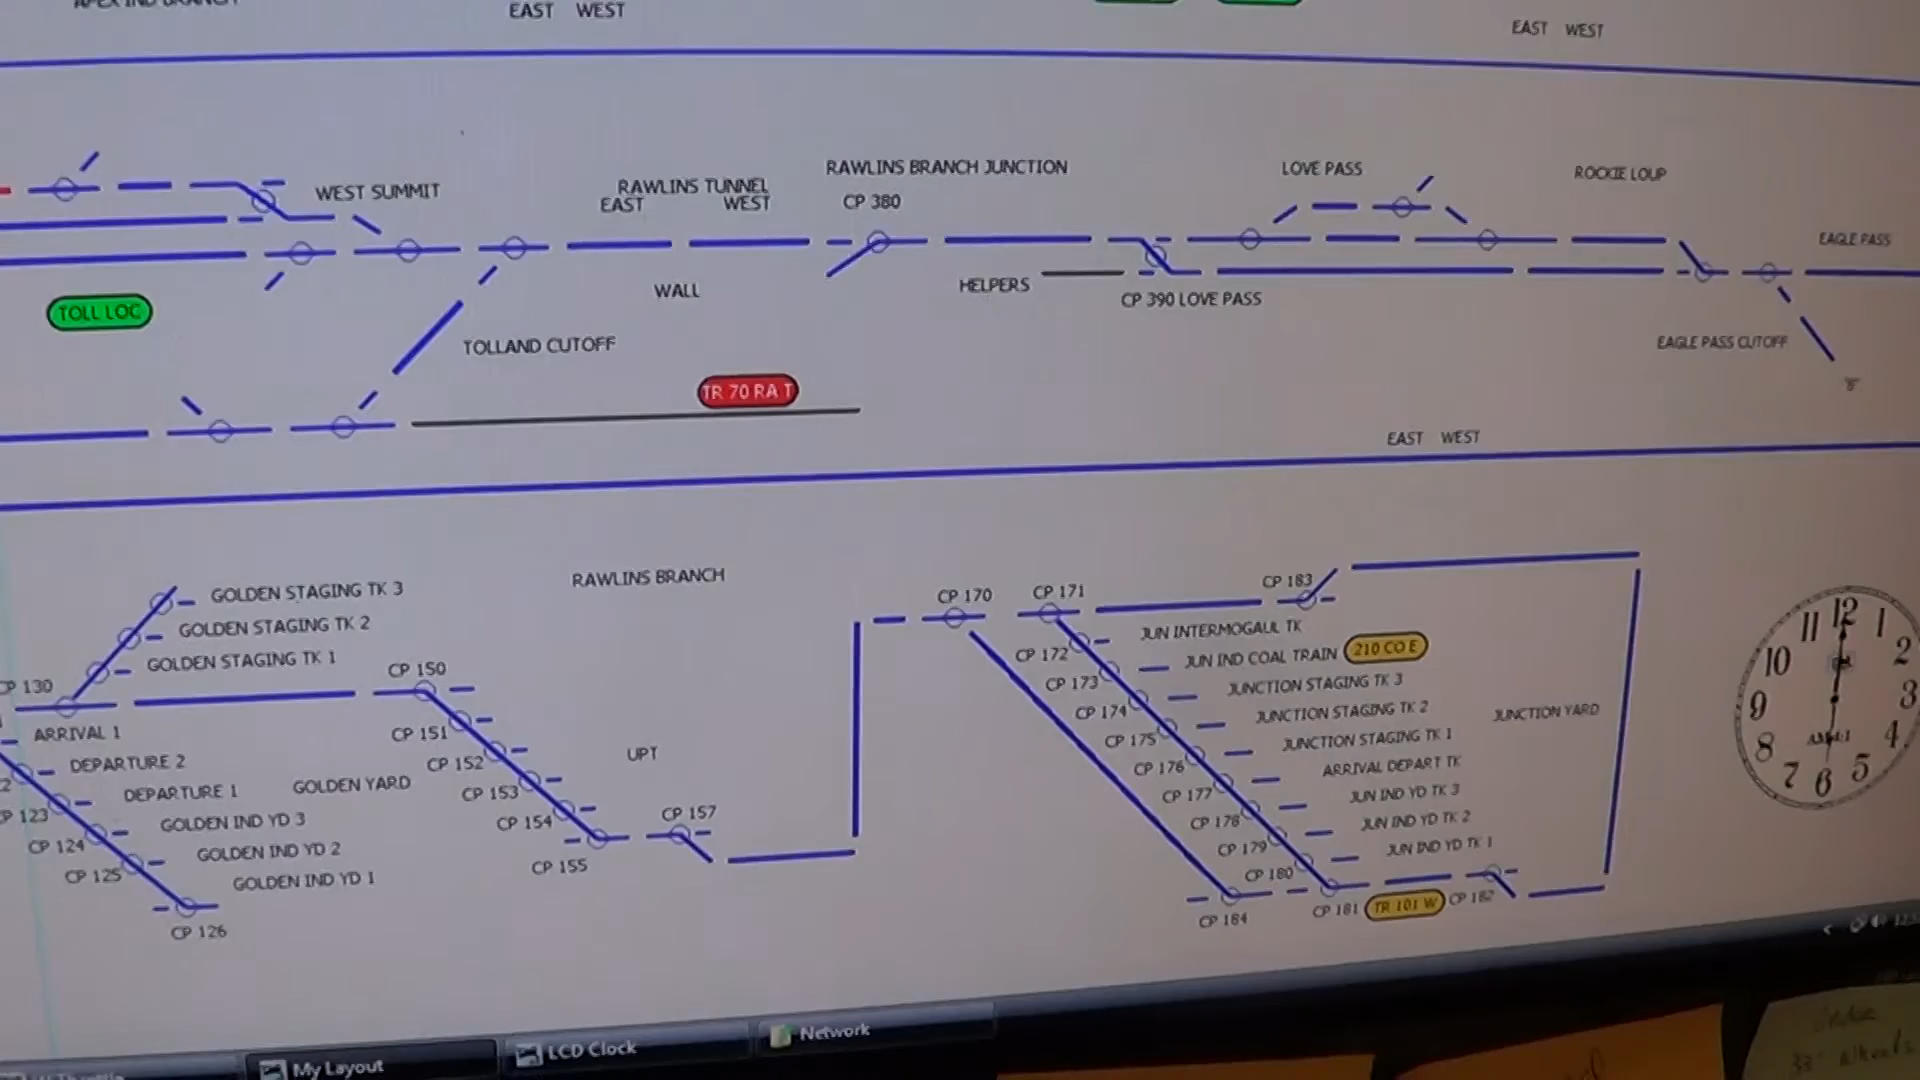 EAST WEST
EAST WEST
WEST SUMMIT
RAWLINS TUNNEL
EAST WEST
RAWLINS BRANCH JUNCTION
CP 380
LOVE PASS
ROCKIE LOUP
EAGLE PASS
TOLL LOC
WALL
HELPERS
CP 390 LOVE PASS
TOLLAND CUTOFF
EAGLE PASS CUTOFF
TR 70 RA T
EAST WEST
RAWLINS BRANCH
GOLDEN STAGING TK 3
GOLDEN STAGING TK 2
GOLDEN STAGING TK 1
CP 130
CP 150
ARRIVAL 1
CP 151
DEPARTURE 2
CP 152
UPT
DEPARTURE 1
GOLDEN YARD
CP 153
CP 123
GOLDEN IND YD 3
CP 154
CP 157
CP 124
GOLDEN IND YD 2
CP 155
CP 125
GOLDEN IND YD 1
CP 126
CP 170
CP 171
CP 183
JUN INTERMOGAUL TK
CP 172
JUN IND COAL TRAIN
210 CO E
CP 173
JUNCTION STAGING TK 3
CP 174
JUNCTION STAGING TK 2
JUNCTION YARD
CP 175
JUNCTION STAGING TK 1
CP 176
ARRIVAL DEPART TK
CP 177
JUN IND YD TK 3
CP 178
JUN IND YD TK 2
CP 179
JUN IND YD TK 1
CP 180
CP 184
CP 181
TR 101 W
CP 182
12
1
2
3
4
5
6
7
8
9
10
11
My Layout
LCD Clock
Network